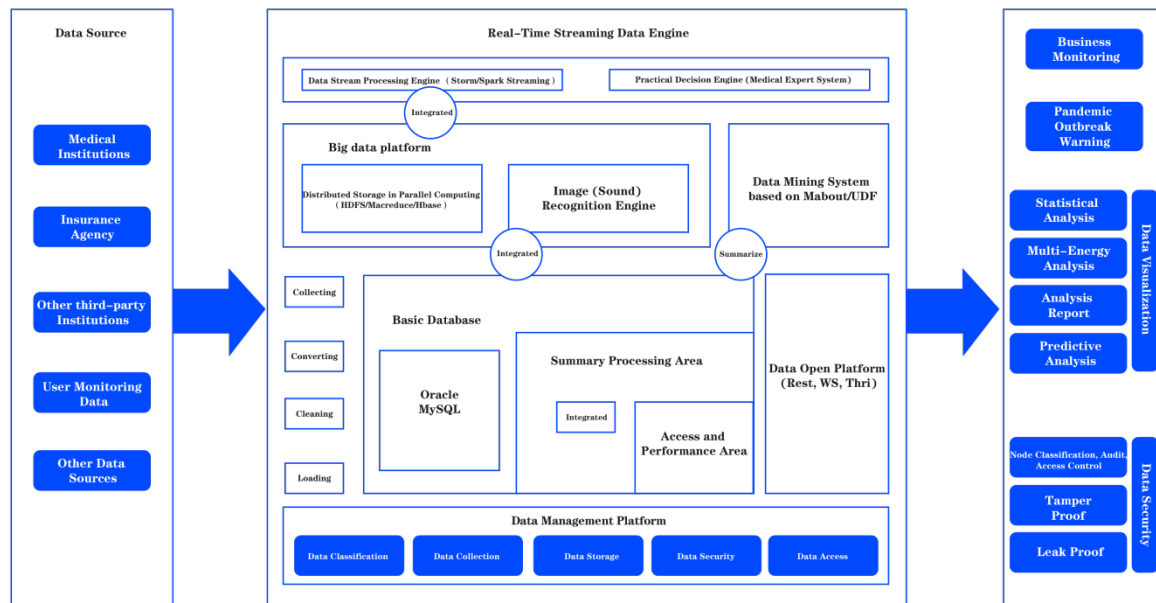 Data Source
Medical
Institutions
Insurance
Agency
Other third-party
Institutions
User Monitoring
Data
Other Data
Sources
Real-Time Streaming Data Engine
Data Stream Processing Engine ( Storm/Spark Streaming )
Practical Decision Engine (Medical Expert System)
Integrated
Big data platform
Distributed Storage in Parallel Computing
( HDFS/Macreduce/Hbase )
Image (Sound)
Recognition Engine
Data Mining System
based on Mabout/UDF
Integrated
Summarize
Collecting
Converting
Cleaning
Loading
Basic Database
Oracle
MySQL
Summary Processing Area
Integrated
Access and
Performance Area
Data Open Platform
(Rest, WS, Thri)
Data Management Platform
Data Classification
Data Collection
Data Storage
Data Security
Data Access
Business
Monitoring
Pandemic
Outbreak
Warning
Statistical
Analysis
Multi-Energy
Analysis
Analysis
Report
Predictive
Analysis
Data Visualization
Node Classification, Audit,
Access Control
Tamper
Proof
Leak Proof
Data Security